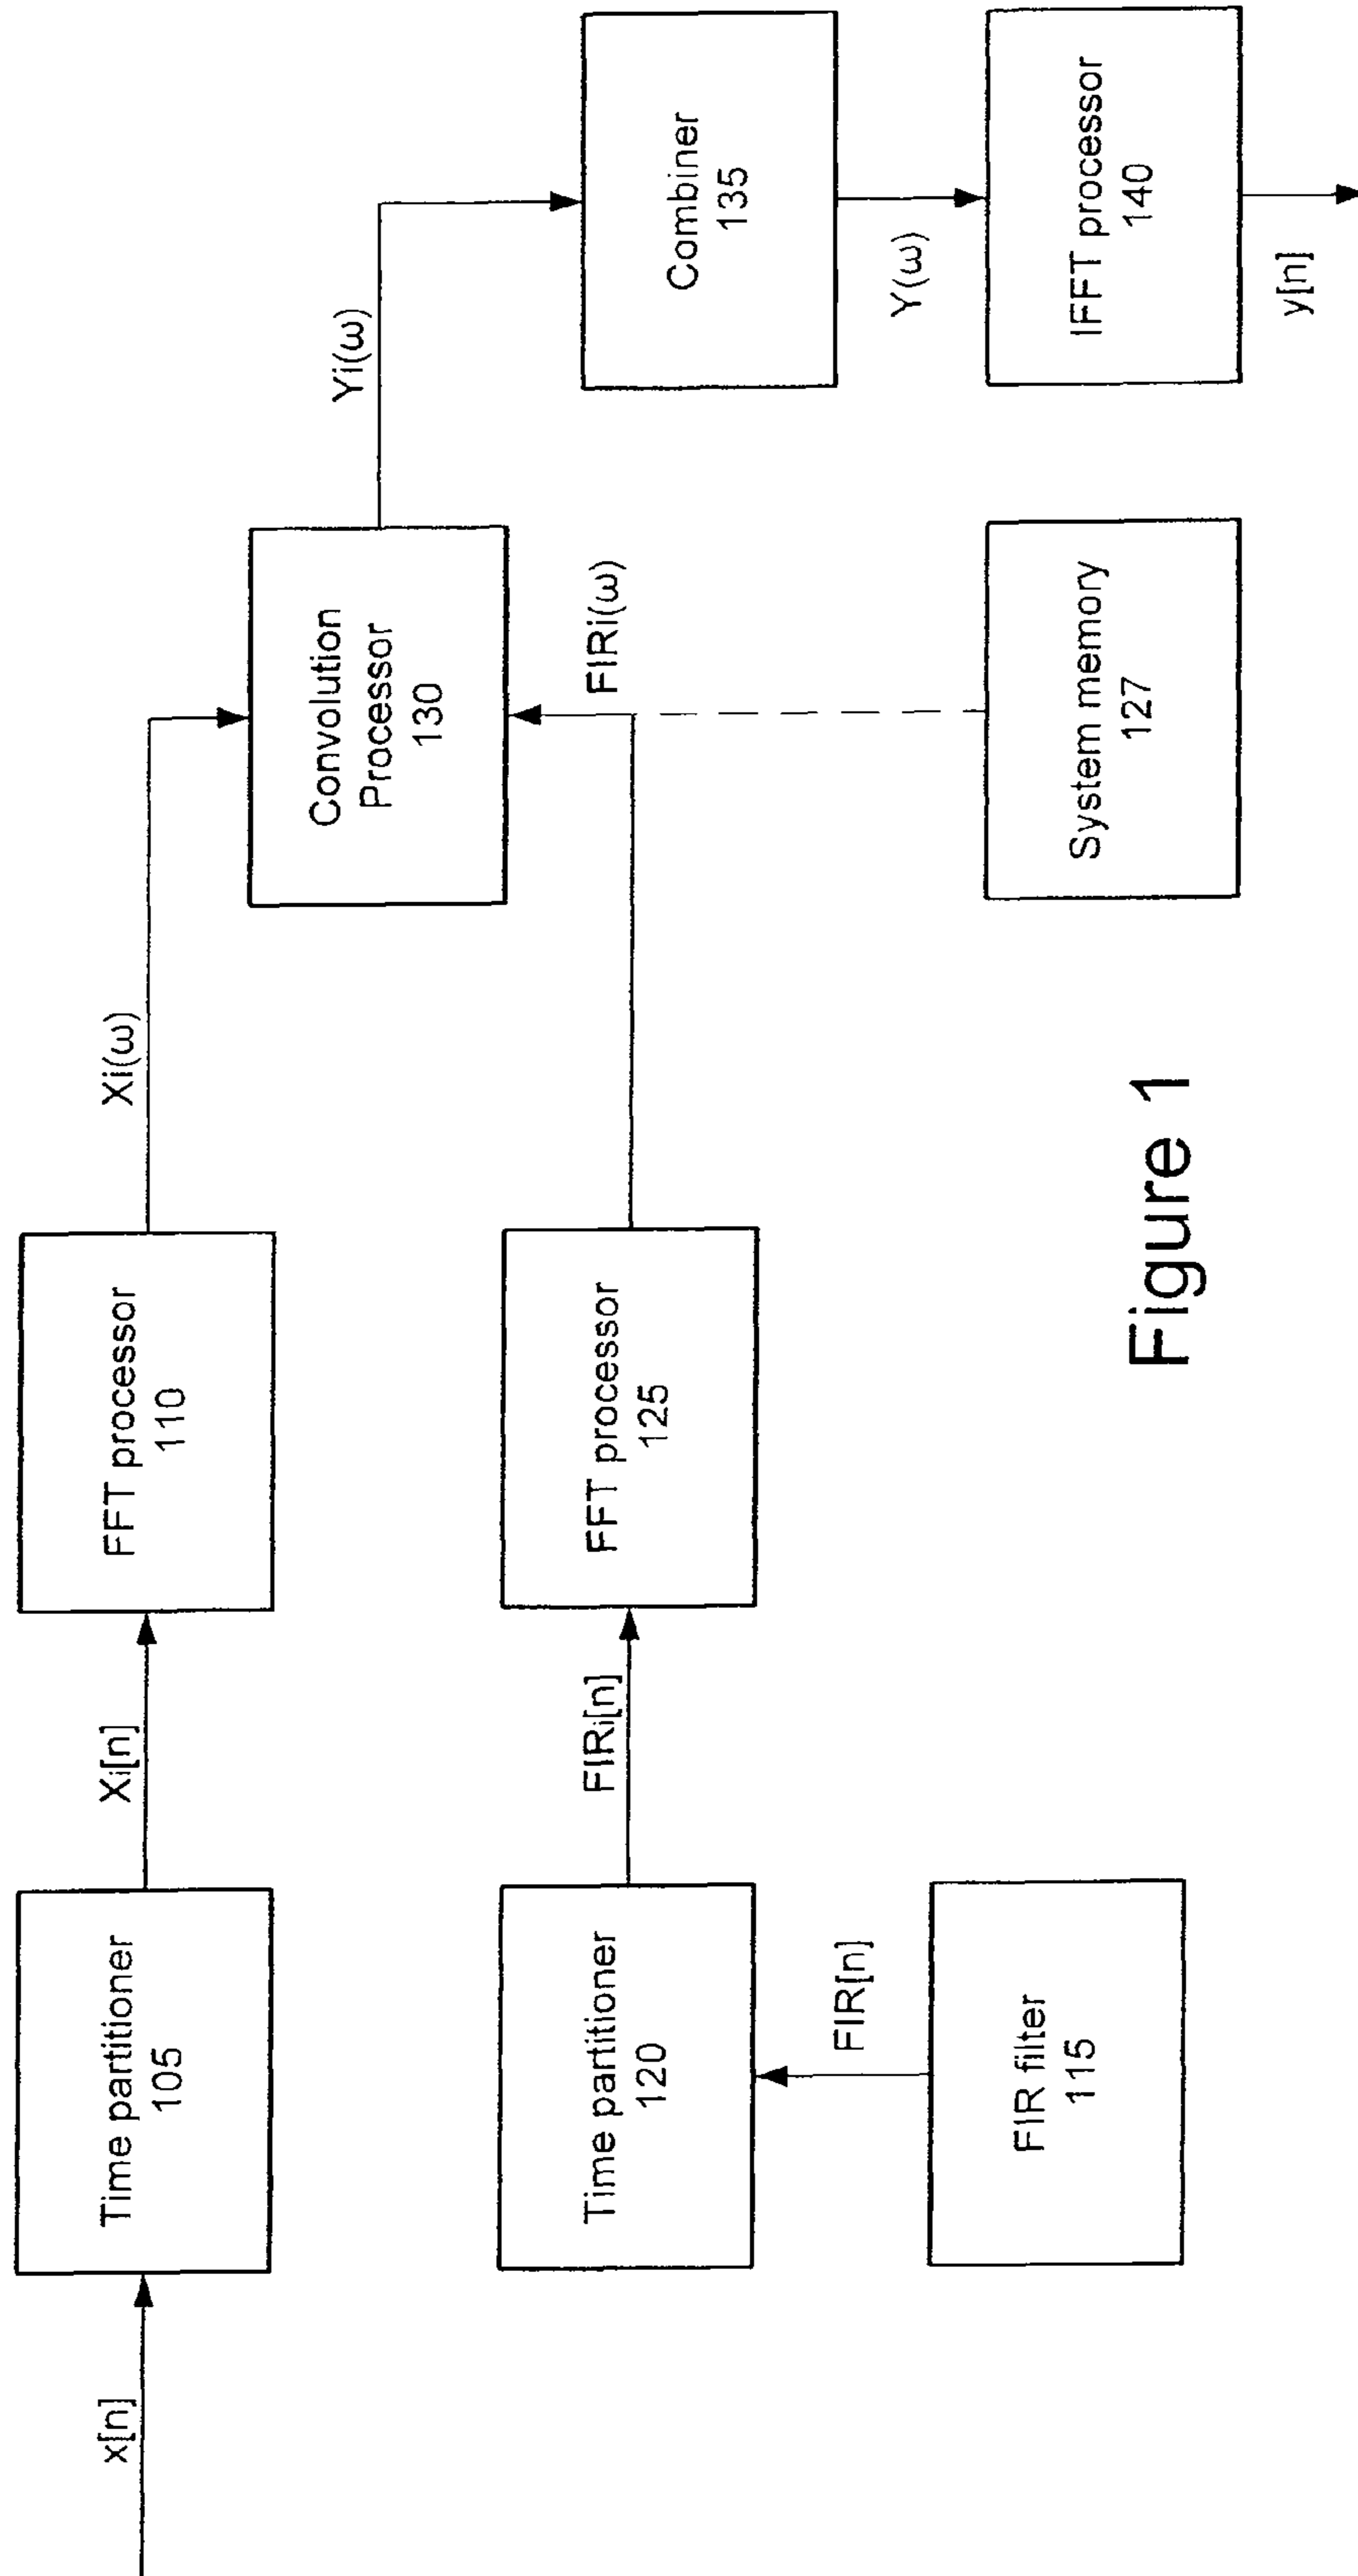 x[n]
Time partitioner
105
Xi[n]
FFT processor
110
Xi(ω)
Convolution
Processor
130
Yi(ω)
Combiner
135
Y(ω)
IFFT processor
140
y[n]
FIR filter
115
FIR[n]
Time partitioner
120
FIRi[n]
FFT processor
125
FIRi(ω)
System memory
127
Figure 1